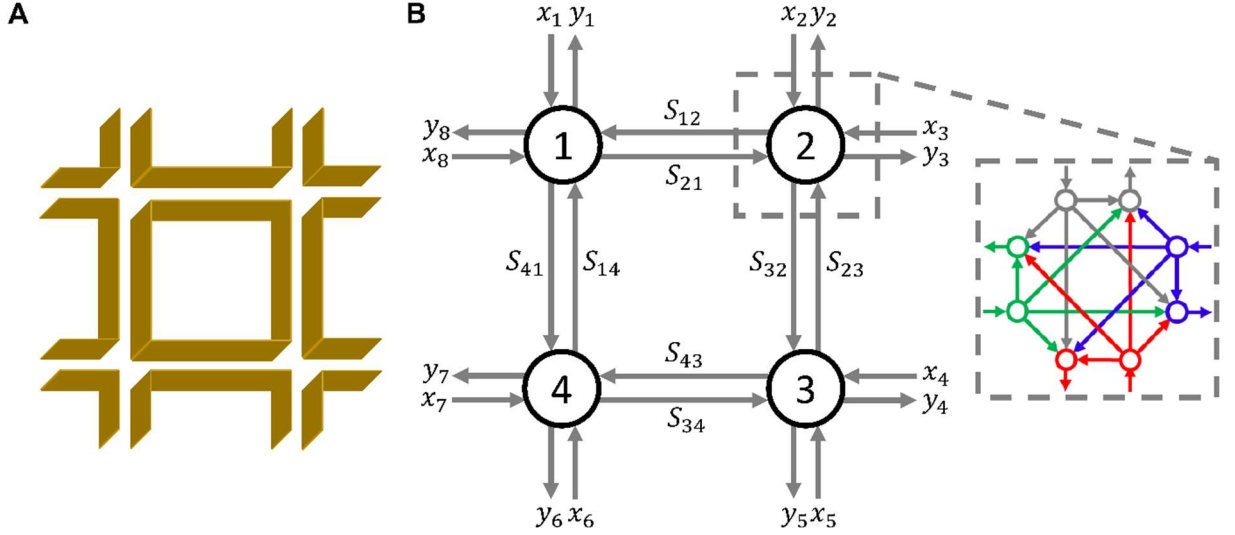 A
B
x₁ y₁
x₂ y₂
S₁₂
y₈
x₃
1
2
x₈
y₃
S₂₁
S₄₁
S₁₄
S₃₂
S₂₃
S₄₃
y₇
x₄
4
3
x₇
y₄
S₃₄
y₆ x₆
y₅ x₅